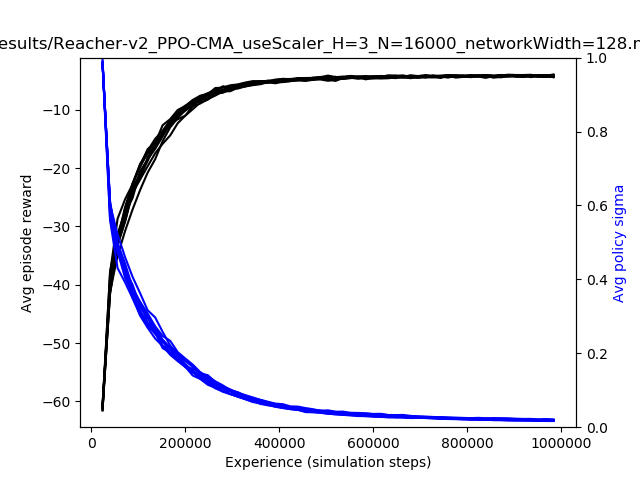 esults/Reacher-v2_PPO-CMA_useScaler_H=3_N=16000_networkWidth=128.n
−10
−20
−30
−40
−50
−60
Avg episode reward
1.0
0.8
0.6
0.4
0.2
0.0
Avg policy sigma
0 200000 400000 600000 800000 1000000
Experience (simulation steps)